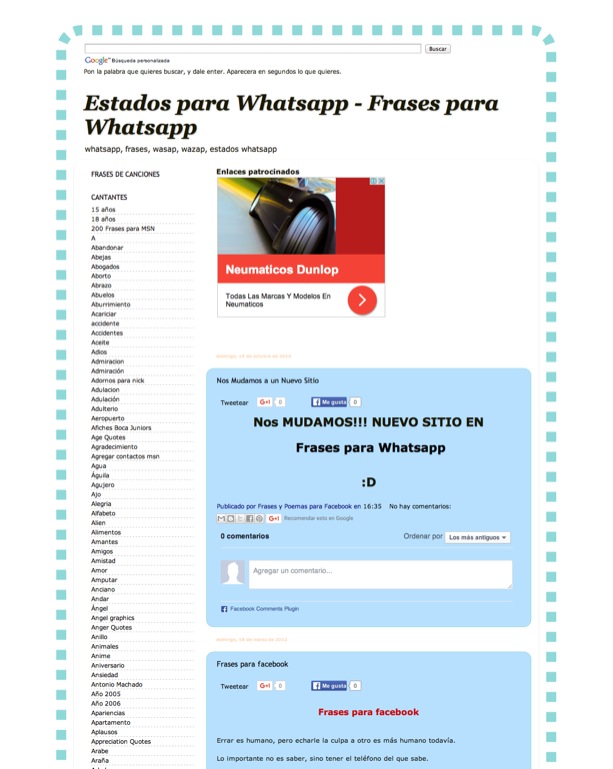 Buscar
Google™ Búsqueda personalizada
Pon la palabra que quieres buscar, y dale enter. Aparecera en segundos lo que quieres.
Estados para Whatsapp - Frases para
Whatsapp
whatsapp, frases, wasap, wazap, estados whatsapp
FRASES DE CANCIONES
CANTANTES
15 años
18 años
200 Frases para MSN
A
Abandonar
Abejas
Abogados
Aborto
Abrazo
Abuelos
Aburrimiento
Acariciar
accidente
Accidentes
Aceite
Adios
Admiracion
Admiración
Adornos para nick
Adulacion
Adulación
Adulterio
Aeropuerto
Afiches Boca Juniors
Age Quotes
Agradecimiento
Agregar contactos msn
Agua
Águila
Agujero
Ajo
Alegria
Alfabeto
Alien
Alimentos
Amantes
Amigos
Amistad
Amor
Amputar
Anciano
Andar
Ángel
Angel graphics
Anger Quotes
Anillo
Animales
Anime
Aniversario
Ansiedad
Antonio Machado
Año 2005
Año 2006
Apariencias
Apartamento
Aplausos
Appreciation Quotes
Arabe
Araña
Enlaces patrocinados
Neumaticos Dunlop
Todas Las Marcas Y Modelos En
Neumaticos
Nos Mudamos a un Nuevo Sitio
Tweetear G+1 0 Me gusta 0
Nos MUDAMOS!!! NUEVO SITIO EN
Frases para Whatsapp
:D
Publicado por Frases y Poemas para Facebook en 16:35 No hay comentarios:
G+1 Recomendar esto en Google
0 comentarios Ordenar por Los más antiguos
Agregar un comentario...
Facebook Comments Plugin
Frases para facebook
Tweetear G+1 0 Me gusta 0
Frases para facebook
Errar es humano, pero echarle la culpa a otro es más humano todavía.
Lo importante no es saber, sino tener el teléfono del que sabe.